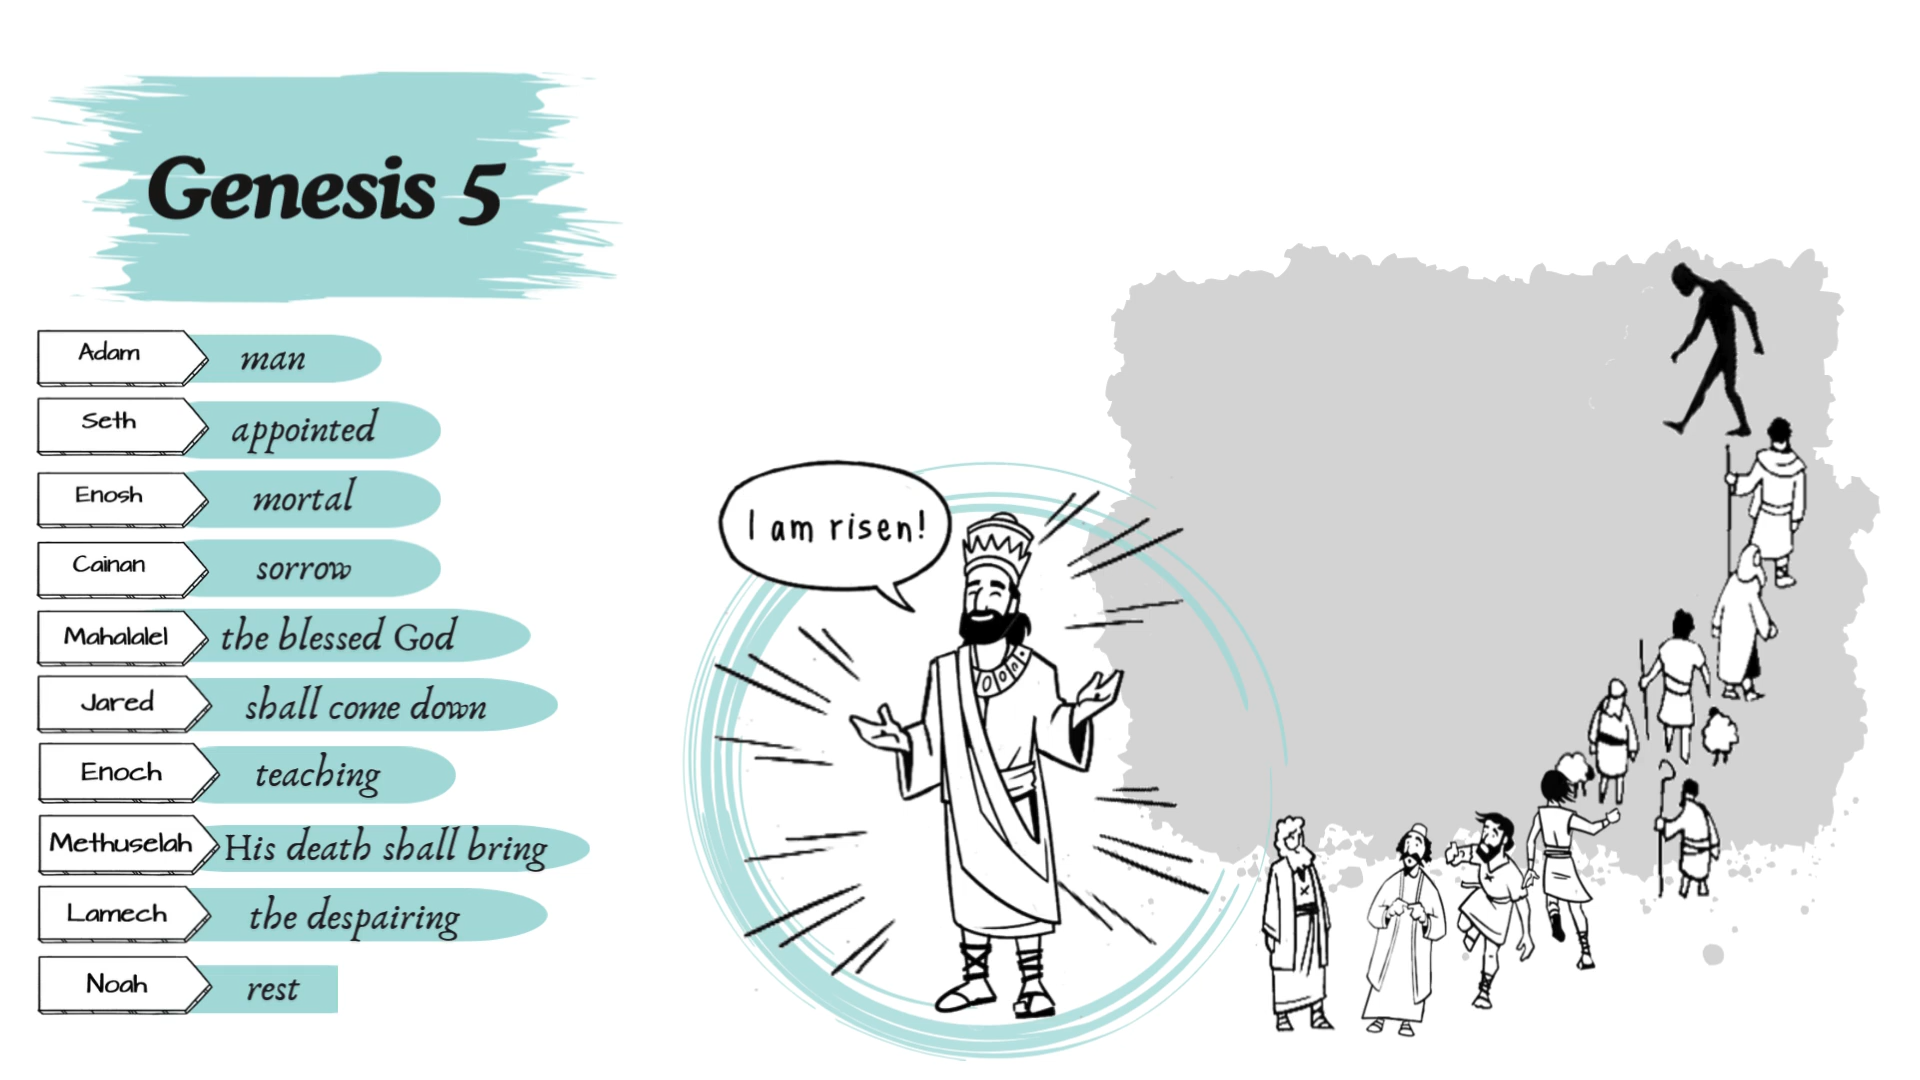 Genesis 5
Adam man
Seth appointed
Enosh mortal
Cainan sorrow
Mahalalel the blessed God
Jared shall come down
Enoch teaching
Methuselah His death shall bring
Lamech the despairing
Noah rest
I am risen!